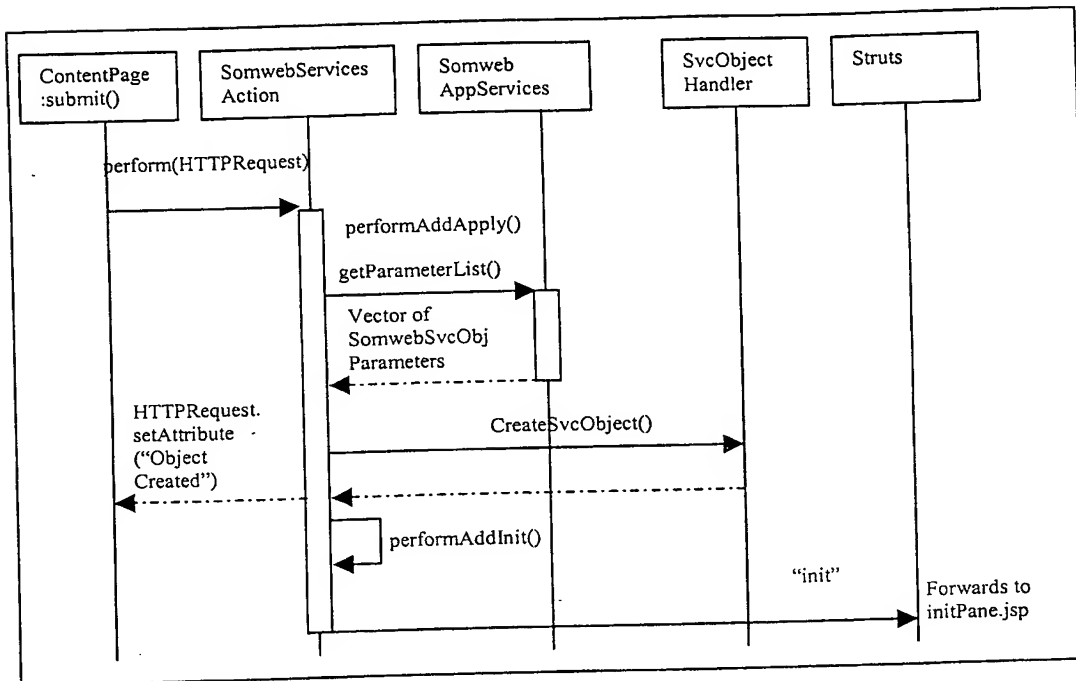 ContentPage
:submit()
SomwebServices
Action
Somweb
AppServices
SvcObject
Handler
Struts
perform(HTTPRequest)
performAddApply()
getParameterList()
Vector of
SomwebSvcObj
Parameters
HTTPRequest.
setAttribute
("Object
Created")
CreateSvcObject()
performAddInit()
"init"
Forwards to
initPane.jsp